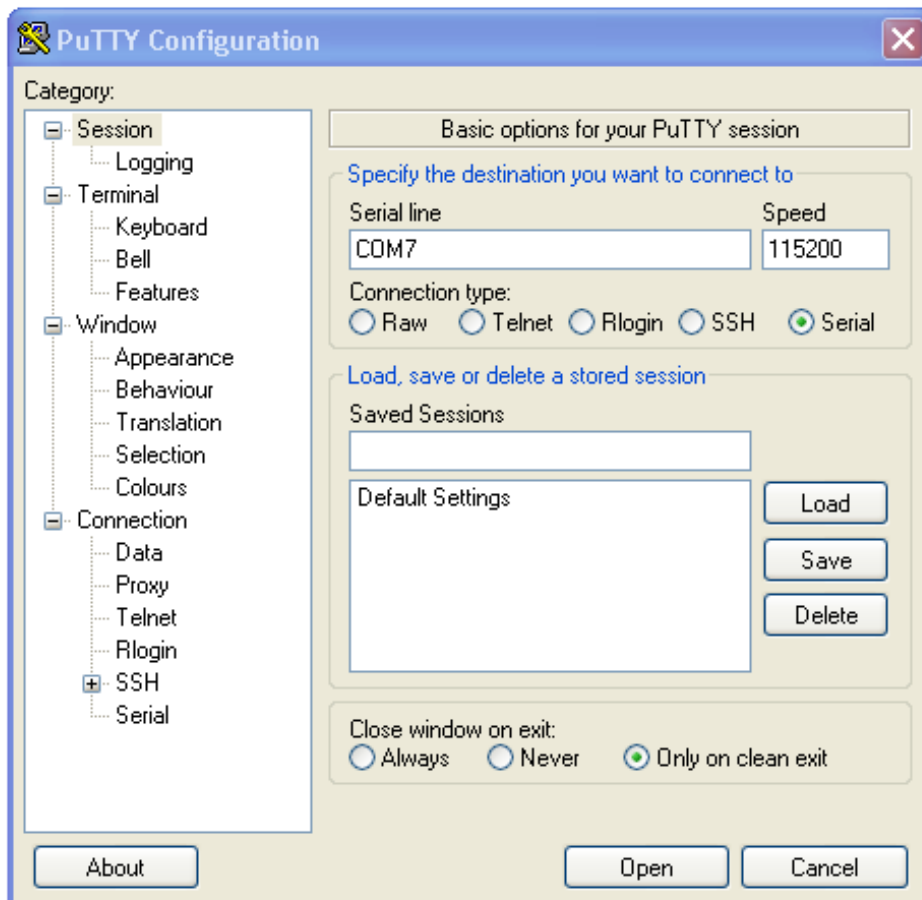 PuTTY Configuration
Category:
Session
Logging
Terminal
Keyboard
Bell
Features
Window
Appearance
Behaviour
Translation
Selection
Colours
Connection
Data
Proxy
Telnet
Rlogin
SSH
Serial
Basic options for your PuTTY session
Specify the destination you want to connect to
Serial line Speed
COM7 115200
Connection type:
Raw Telnet Rlogin SSH Serial
Load, save or delete a stored session
Saved Sessions
Default Settings
Load
Save
Delete
Close window on exit:
Always Never Only on clean exit
About Open Cancel